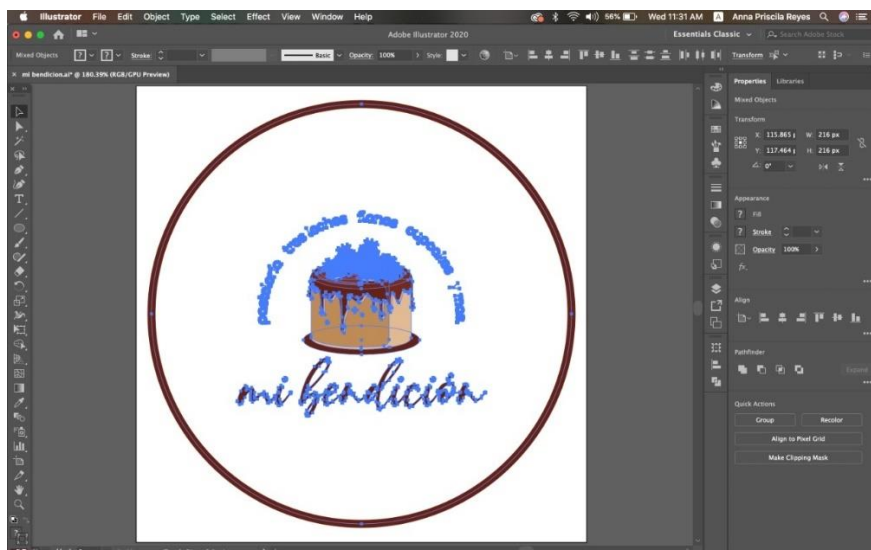 Illustrator File Edit Object Type Select Effect View Window Help
56% Wed 11:31 AM A Anna Priscila Reyes
Adobe Illustrator 2020
Essentials Classic
Search Adobe Stock
Mixed Objects ? ? Stroke: Basic Opacity: 100% Style: Transform
× mi bendicion.ai* @ 180.39% (RGB/GPU Preview)
Properties Libraries
Mixed Objects
Transform
X: 115.865 p W: 216 px
Y: 117.464 p H: 216 px
0°
Appearance
? Fill
? Stroke
Opacity 100%
fx.
Align
Pathfinder
Expand
Quick Actions
Group Recolor
Align to Pixel Grid
Make Clipping Mask
flanes cupcakes
mi bendición